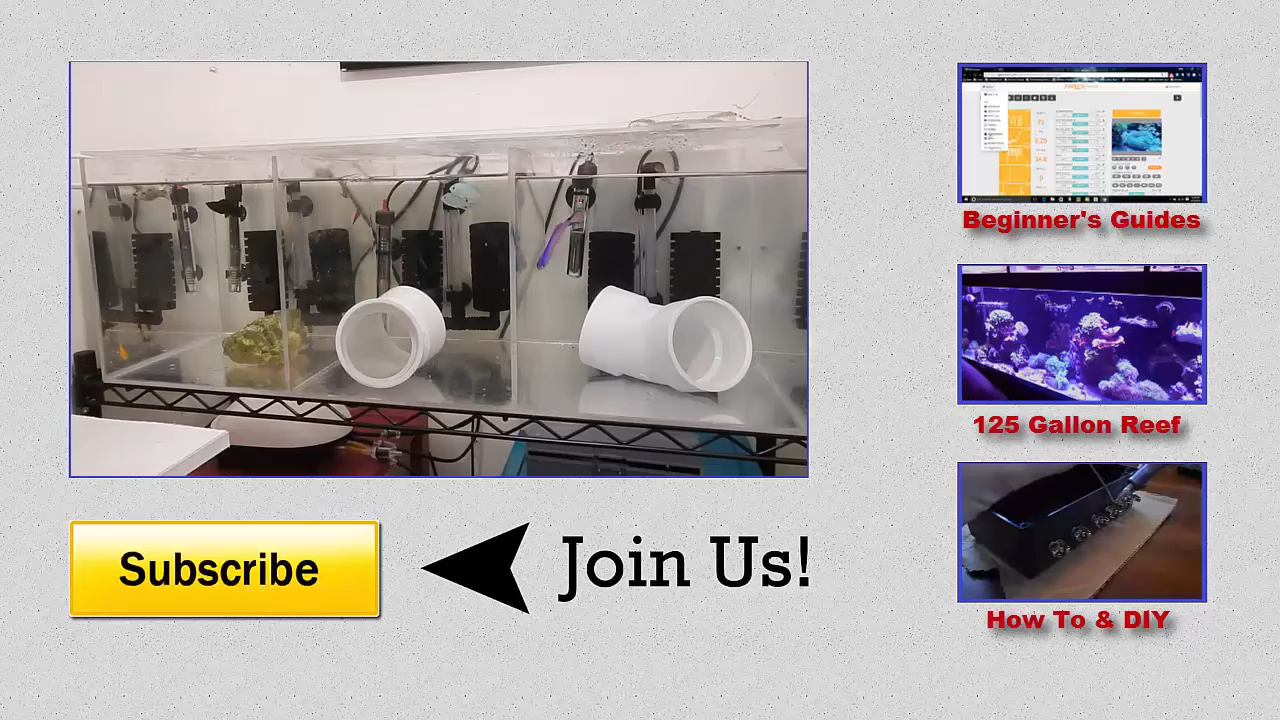 Beginner's Guides
125 Gallon Reef
Subscribe
Join Us!
How To & DIY